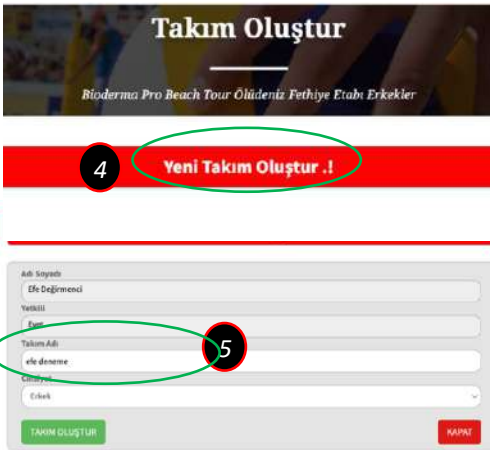 Takım Oluştur
Bioderma Pro Beach Tour Ölüdeniz Fethiye Etabı Erkekler
4
Yeni Takım Oluştur .!
Adı Soyadı
Efe Değirmenci
Yetkili
Evet
Takım Adı
5
efe deneme
Cinsiyet
Erkek
TAKIM OLUŞTUR
KAPAT